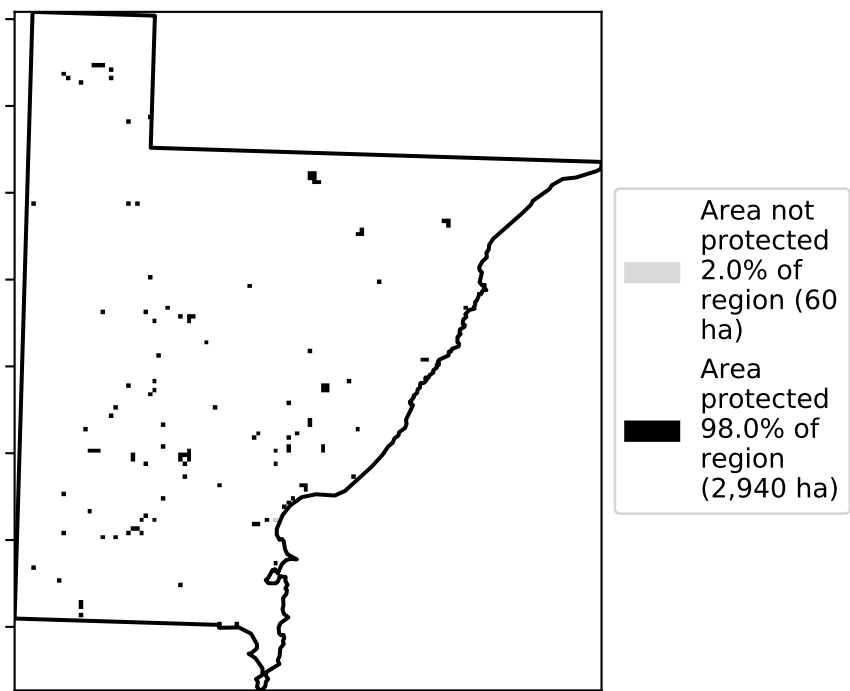 Area not
protected
2.0% of
region (60
ha)
Area
protected
98.0% of
region
(2,940 ha)